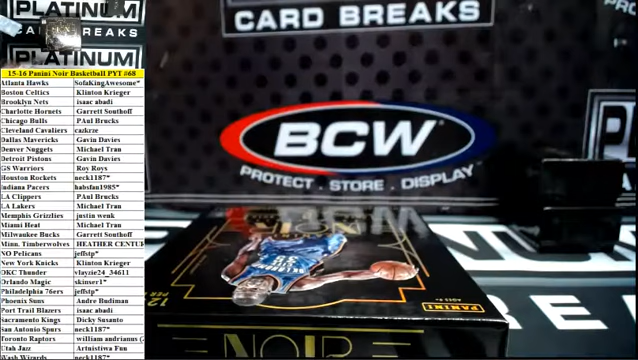 PLATINUM
CARD BREAKS
PLATINUM
15-16 Panini Noir Basketball PYT #68
Atlanta Hawks SofaKingAwesome*
Boston Celtics Klinton Krieger
Brooklyn Nets isaac abadi
Charlotte Hornets Garrett Southoff
Chicago Bulls PAul Brucks
Cleveland Cavaliers cazkrze
Dallas Mavericks Gavin Davies
Denver Nuggets Michael Tran
Detroit Pistons Gavin Davies
GS Warriors Roy Roys
Houston Rockets neck1187*
Indiana Pacers habsfan1985*
LA Clippers PAul Brucks
LA Lakers Michael Tran
Memphis Grizzlies justin wenk
Miami Heat Michael Tran
Milwaukee Bucks Garrett Southoff
Minn. Timberwolves HEATHER CENTUR
NO Pelicans jeffstp*
New York Knicks Klinton Krieger
OKC Thunder vlayzie24_34611
Orlando Magic skinser1*
Philadelphia 76ers jeffstp*
Phoenix Suns Andre Budiman
Port Trail Blazers isaac abadi
Sacramento Kings Dicky Susanto
San Antonio Spurs neck1187*
Toronto Raptors william andrianus (2
Utah Jazz
Wash Wizards neck1187*
CARD BREAKS
BCW
PROTECT . STORE . DISPLAY
PANINI
NOIR